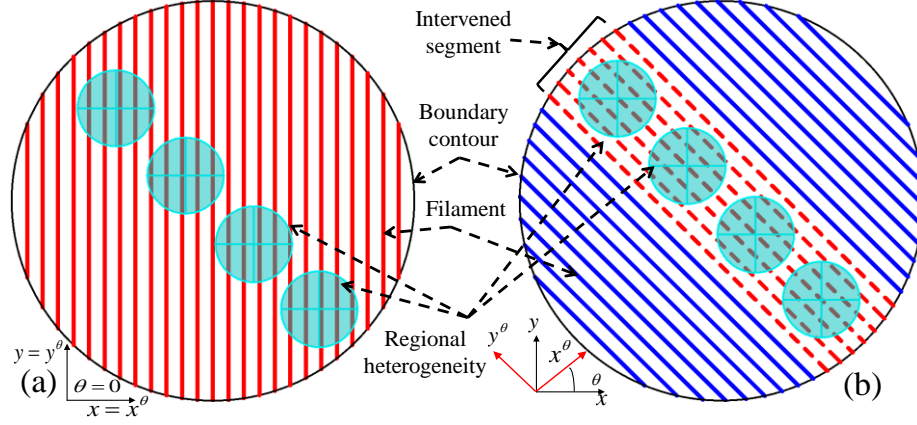 Intervened
segment
Boundary
contour
Filament
Regional
heterogeneity
y = y^θ
(a)
θ = 0
x = x^θ
y^θ
y
x^θ
θ
x
(b)